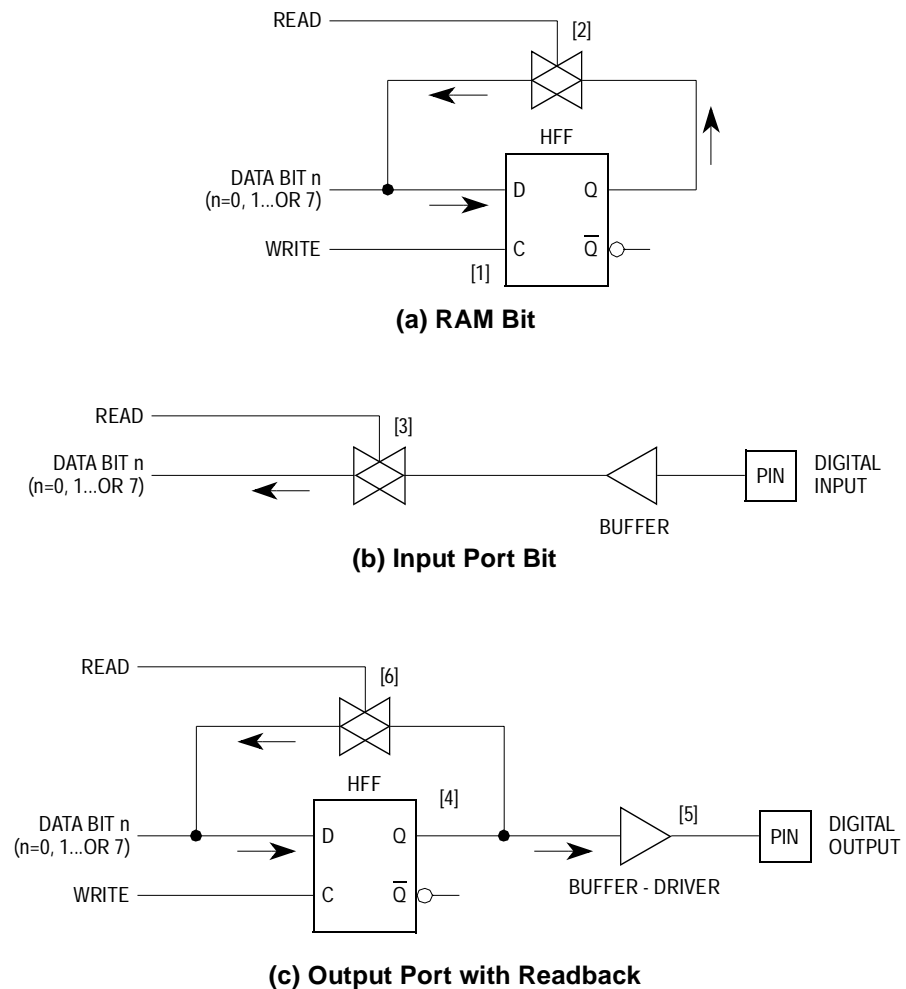 READ
[2]
HFF
DATA BIT n
(n=0, 1...OR 7)
D
Q
WRITE
C
Q̅
[1]
(a) RAM Bit
READ
[3]
DATA BIT n
(n=0, 1...OR 7)
PIN
DIGITAL
INPUT
BUFFER
(b) Input Port Bit
READ
[6]
HFF
[4]
[5]
DATA BIT n
(n=0, 1...OR 7)
D
Q
PIN
DIGITAL
OUTPUT
BUFFER - DRIVER
WRITE
C
Q̅
(c) Output Port with Readback